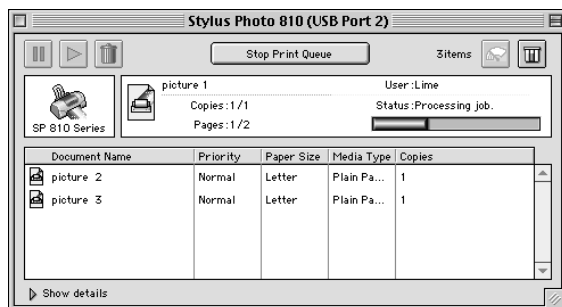 Stylus Photo 810 (USB Port 2)
Stop Print Queue
3items
picture 1
User:Lime
Copies:1/1
Status:Processing job.
SP 810 Series
Pages:1/2
Document Name Priority Paper Size Media Type Copies
picture 2 Normal Letter Plain Pa... 1
picture 3 Normal Letter Plain Pa... 1
Show details